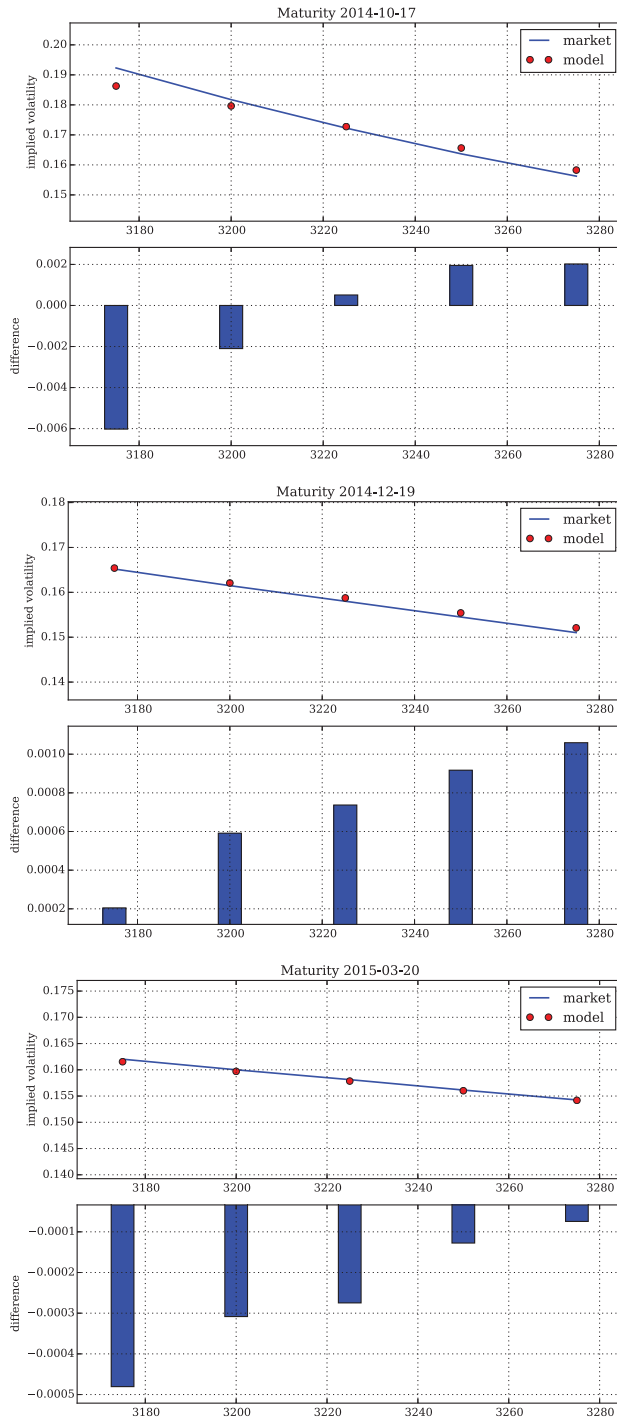 Maturity 2014-10-17
0.20
0.19
0.18
0.17
0.16
0.15
implied volatility
market
model
3180 3200 3220 3240 3260 3280
0.002
0.000
−0.002
−0.004
−0.006
difference
3180 3200 3220 3240 3260 3280
Maturity 2014-12-19
0.18
0.17
0.16
0.15
0.14
implied volatility
market
model
3180 3200 3220 3240 3260 3280
0.0010
0.0008
0.0006
0.0004
0.0002
difference
3180 3200 3220 3240 3260 3280
Maturity 2015-03-20
0.175
0.170
0.165
0.160
0.155
0.150
0.145
0.140
implied volatility
market
model
3180 3200 3220 3240 3260 3280
−0.0001
−0.0002
−0.0003
−0.0004
−0.0005
difference
3180 3200 3220 3240 3260 3280